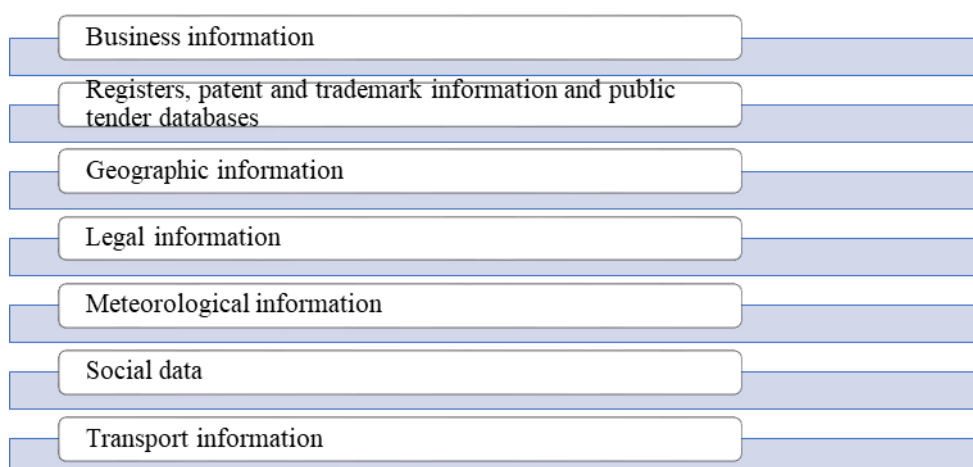 Business information
Registers, patent and trademark information and public
tender databases
Geographic information
Legal information
Meteorological information
Social data
Transport information